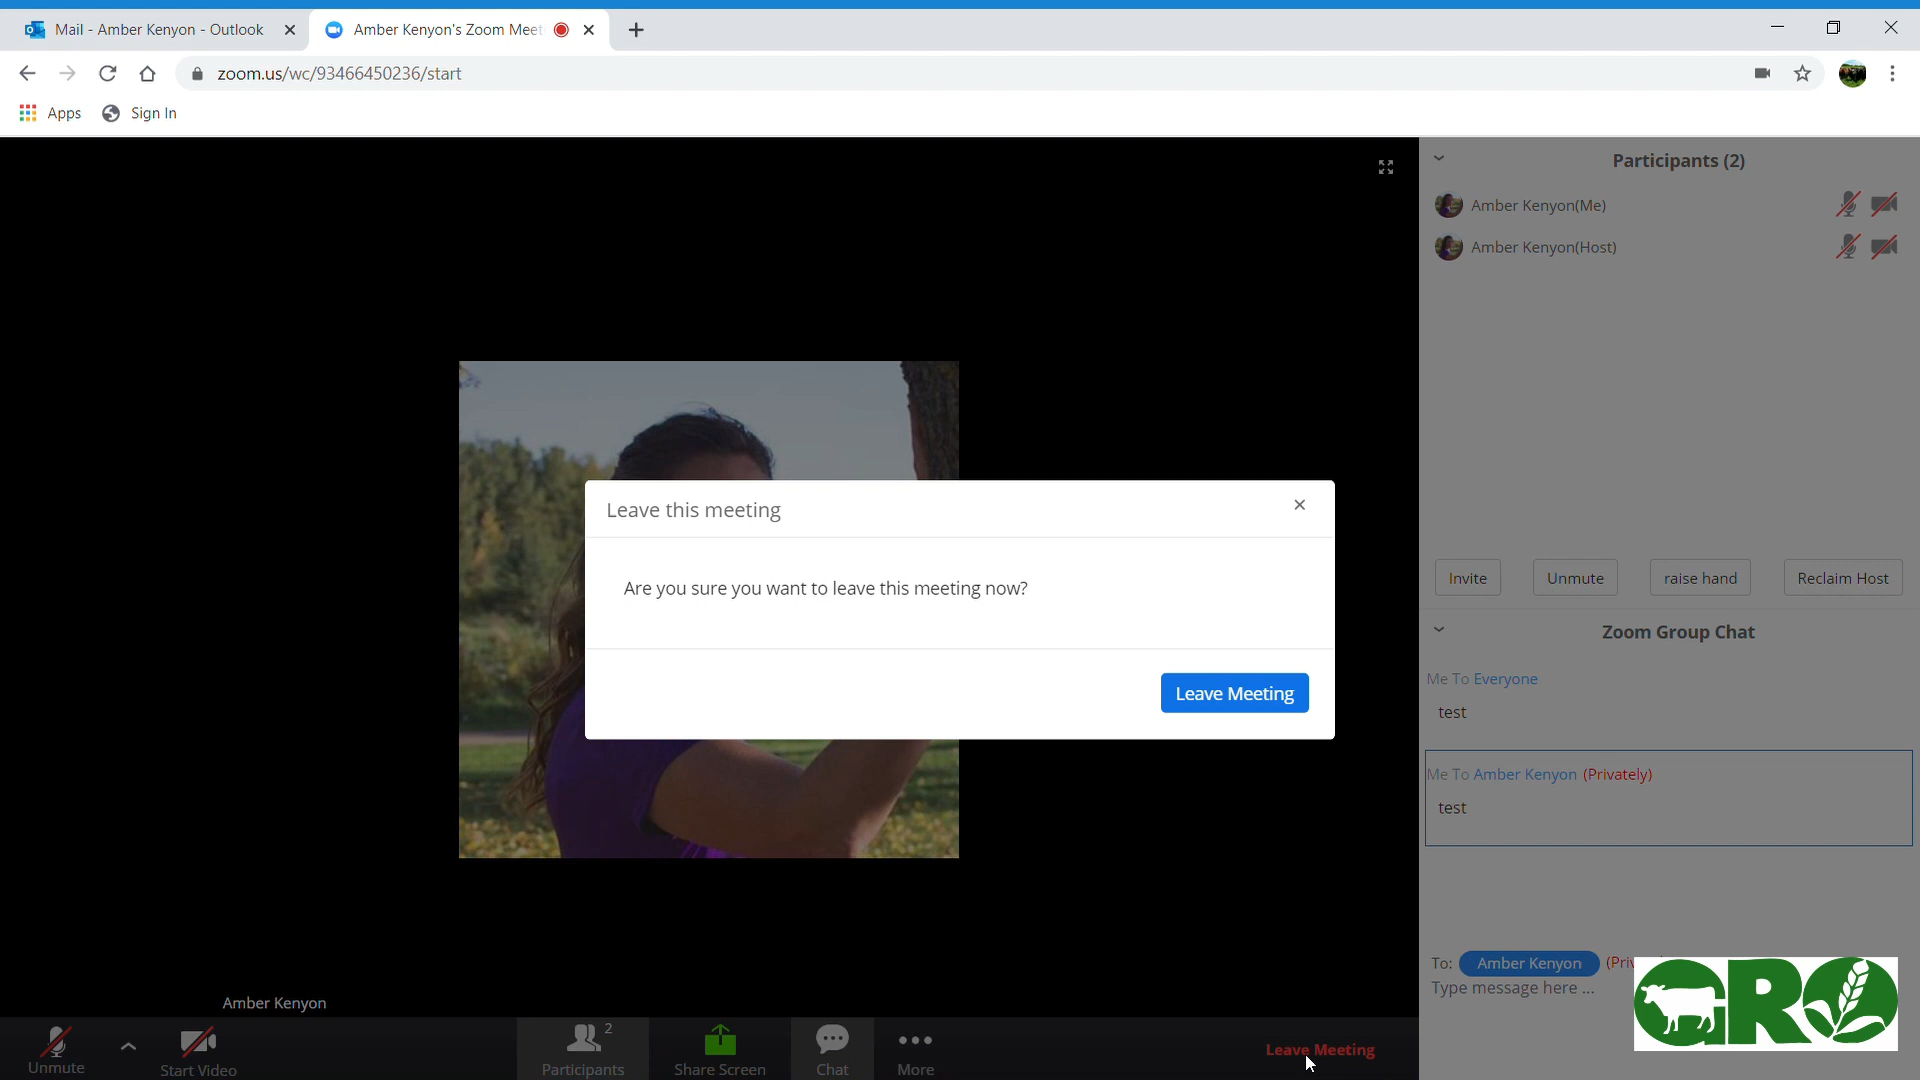 Mail - Amber Kenyon - Outlook
Amber Kenyon's Zoom Meet
zoom.us/wc/93466450236/start
Apps
Sign In
Participants (2)
Amber Kenyon(Me)
Amber Kenyon(Host)
Invite
Unmute
raise hand
Reclaim Host
Leave this meeting
Are you sure you want to leave this meeting now?
Leave Meeting
Zoom Group Chat
Me To Everyone
test
Me To Amber Kenyon (Privately)
test
To: Amber Kenyon
Type message here ...
GRO
Amber Kenyon
Unmute
Start Video
2
Participants
Share Screen
Chat
More
Leave Meeting